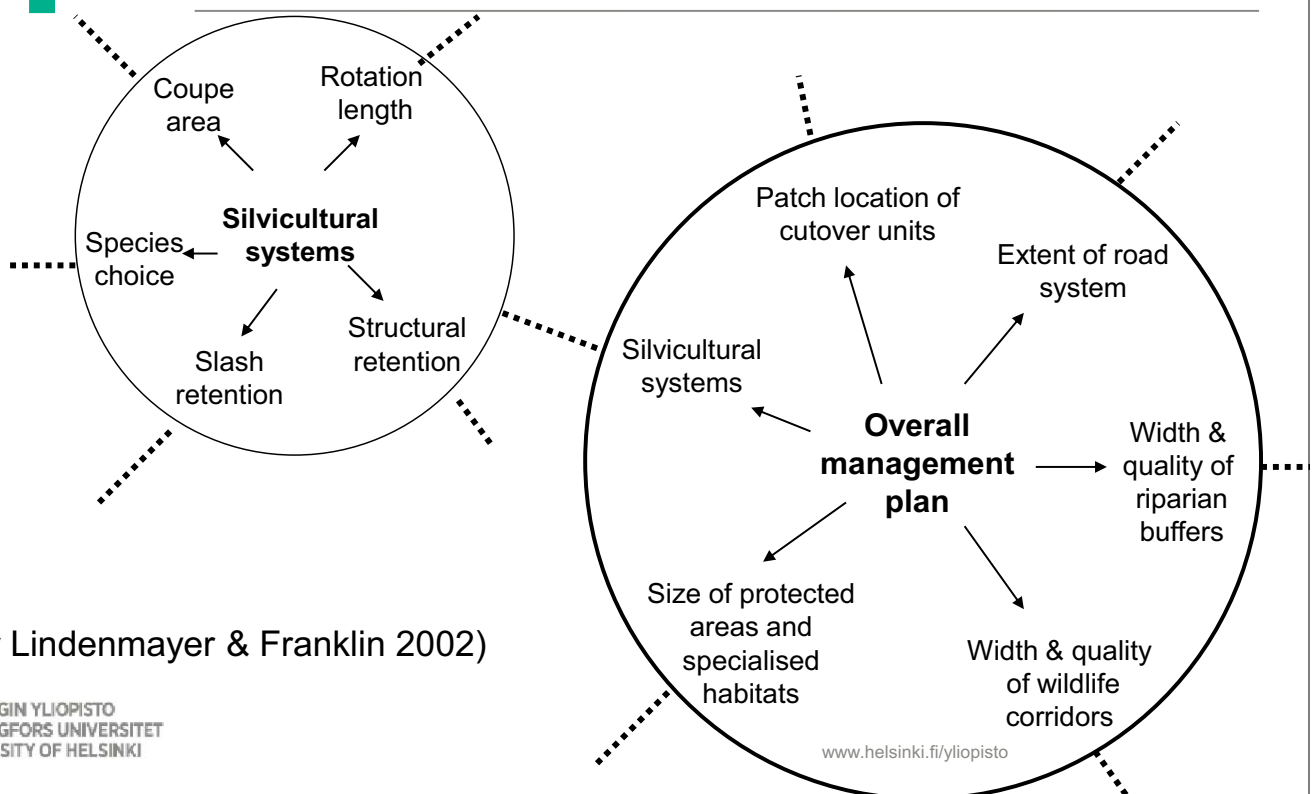 Coupe
area
Rotation
length
Silvicultural
systems
Species
choice
Slash
retention
Structural
retention
Patch location of
cutover units
Extent of road
system
Silvicultural
systems
Overall
management
plan
Width &
quality of
riparian
buffers
Size of protected
areas and
specialised
habitats
Width & quality
of wildlife
corridors
Lindenmayer & Franklin 2002)
GIN YLIOPISTO
GFORS UNIVERSITET
SITY OF HELSINKI
www.helsinki.fi/yliopisto